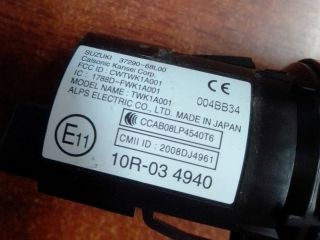 SUZUKI 37290-68L00
Calsonic Kansei Corp.
FCC ID : CWTWK1A001
IC : 1788D-FWK1A001
MODEL NAME : TWK1A001
ALPS ELECTRIC CO., LTD. MADE IN JAPAN
CE
004BB34
CCAB08LP4540T6
CMII ID : 2008DJ4961
E11
10R-03 4940